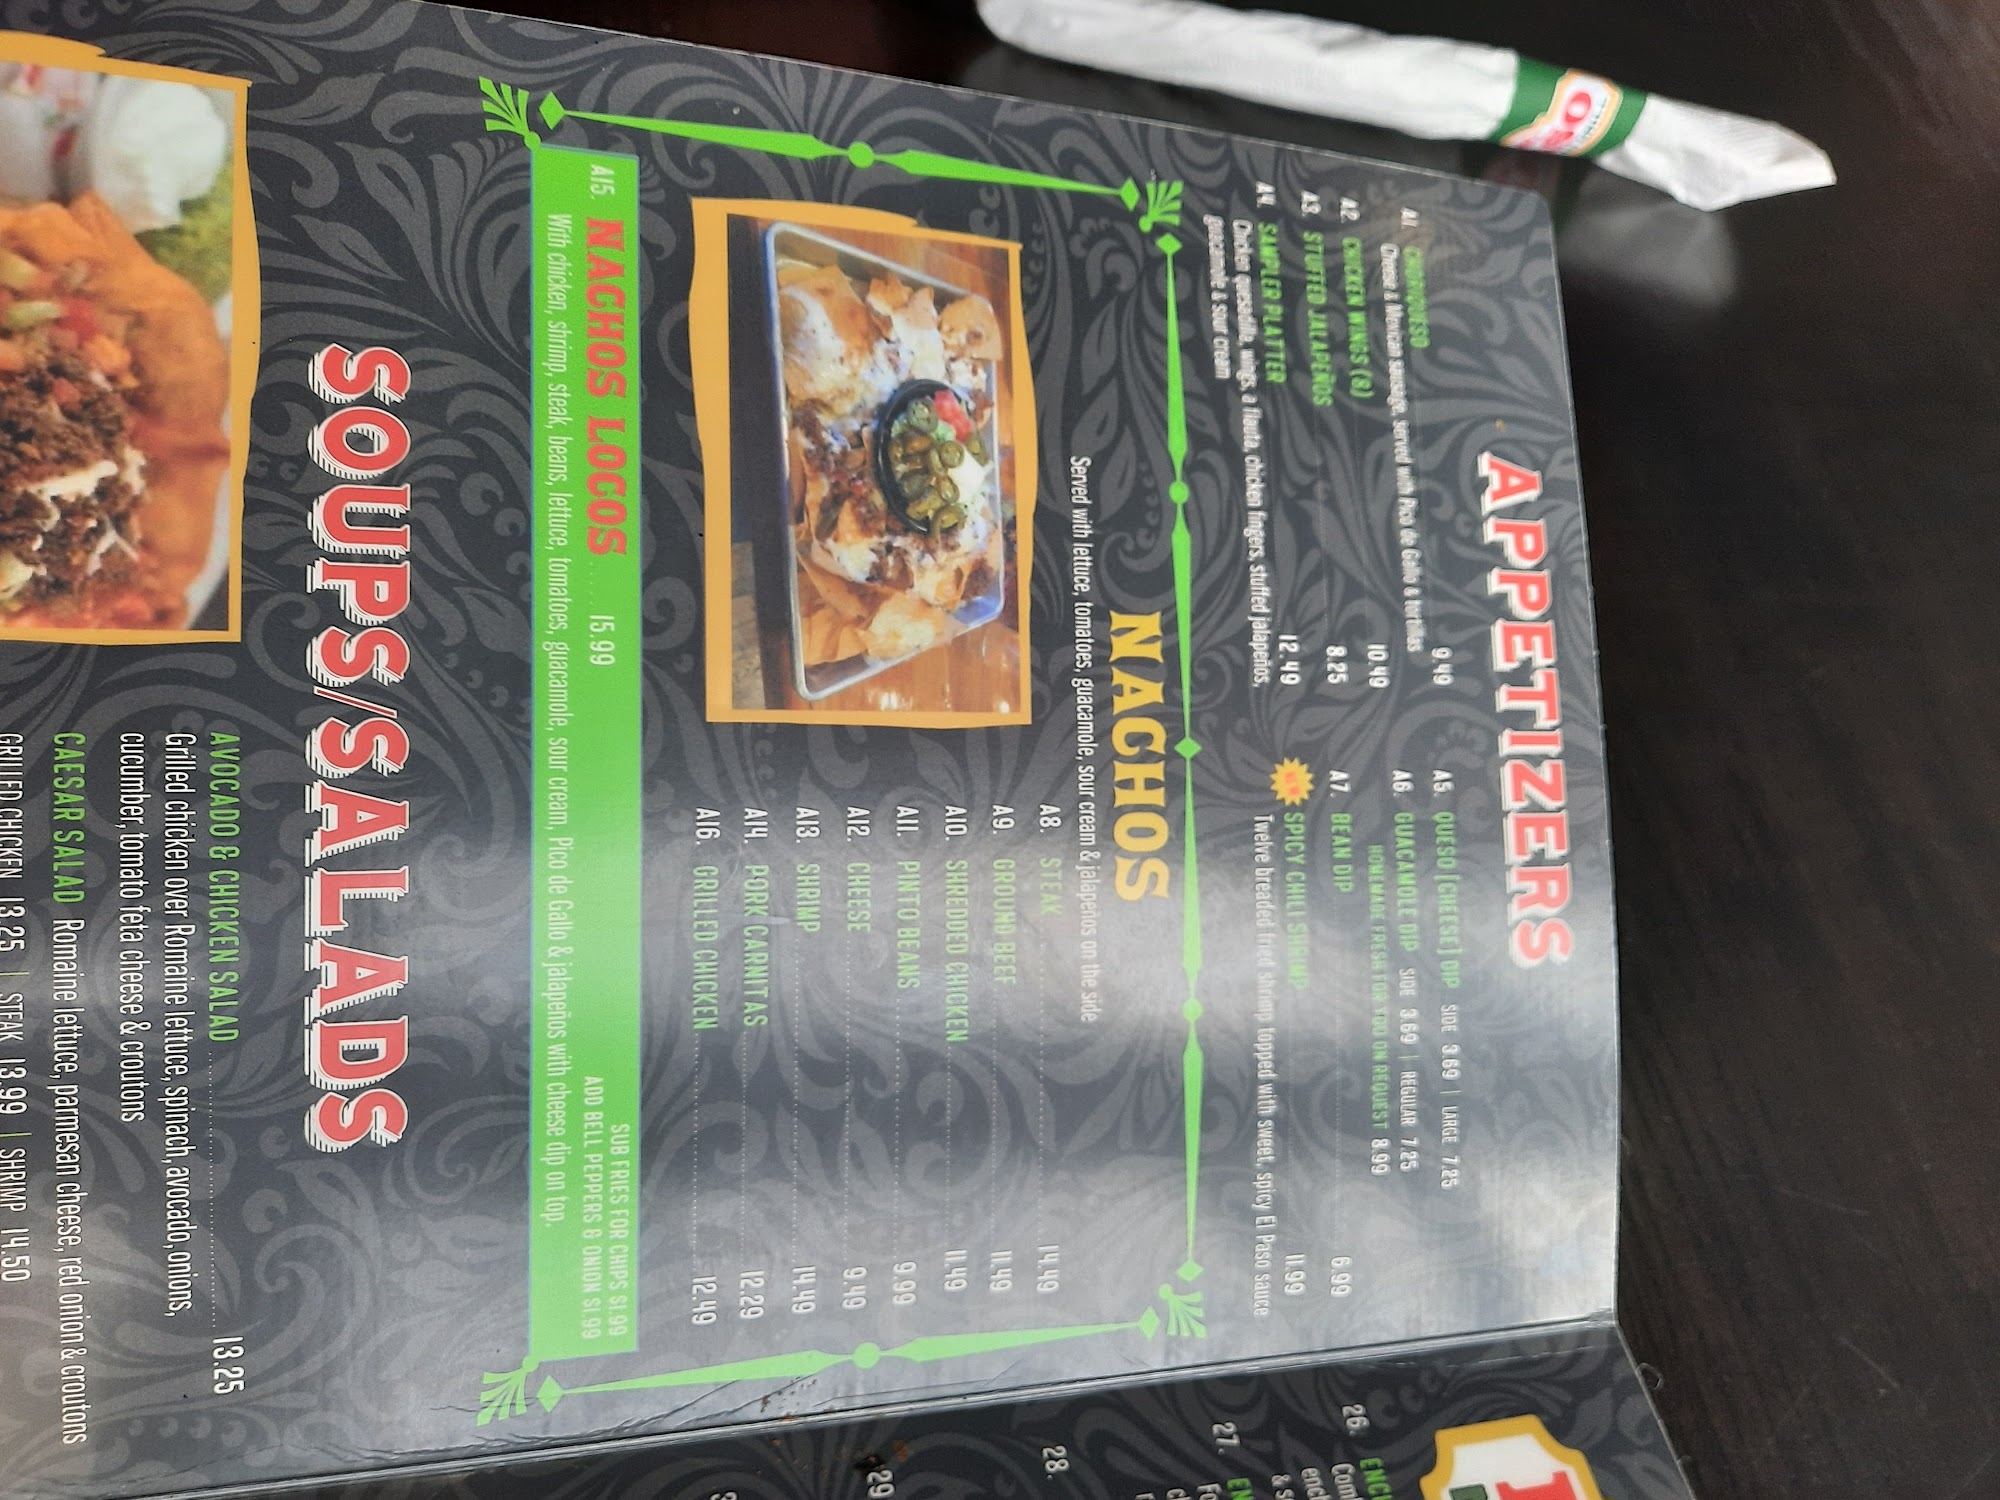 APPETIZERS
A1. CHORIQUESO 9.49
Cheese & Mexican sausage, served with Pico de Gallo & tortillas
A2. CHICKEN WINGS (8) 10.49
A3. STUFFED JALAPEÑOS 8.25
A4. SAMPLER PLATTER 12.49
Chicken quesadilla, wings, a flauta, chicken fingers, stuffed jalapeños,
guacamole & sour cream
A5. QUESO (CHEESE) DIP SIDE 3.69 | LARGE 7.25
A6. GUACAMOLE DIP SIDE 3.69 | REGULAR 7.25
HOMEMADE FRESH FOR YOU ON REQUEST 8.99
A7. BEAN DIP 6.99
NEW SPICY CHILI SHRIMP 11.99
Twelve breaded fried shrimp topped with sweet, spicy El Paso sauce
NACHOS
Served with lettuce, tomatoes, guacamole, sour cream & jalapeños on the side
A8. STEAK 14.49
A9. GROUND BEEF 11.49
A10. SHREDDED CHICKEN 11.49
A11. PINTO BEANS 9.99
A12. CHEESE 9.49
A13. SHRIMP 14.49
A14. PORK CARNITAS 12.29
A16. GRILLED CHICKEN 12.49
SUB FRIES FOR CHIPS $1.99
A15. NACHOS LOCOS 15.99 ADD BELL PEPPERS & ONION $1.99
With chicken, shrimp, steak, beans, lettuce, tomatoes, guacamole, sour cream, Pico de Gallo & jalapeños with cheese dip on top.
SOUPS/SALADS
AVOCADO & CHICKEN SALAD 13.25
Grilled chicken over Romaine lettuce, spinach, avocado, onions,
cucumber, tomato feta cheese & croutons
CAESAR SALAD Romaine lettuce, parmesan cheese, red onion & croutons
GRILLED CHICKEN 13.25 | STEAK 13.99 | SHRIMP 14.50
26.
27.
28.
29